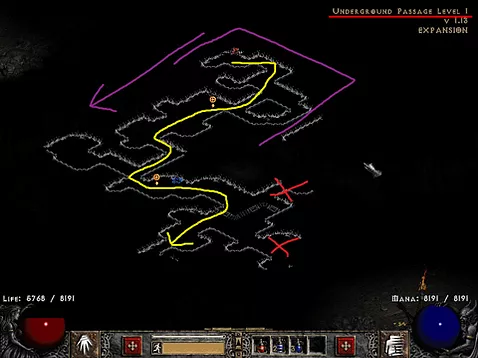 Underground Passage Level 1
v 1.13
EXPANSION
Life: 6768 / 8191
Mana: 8191 / 8191